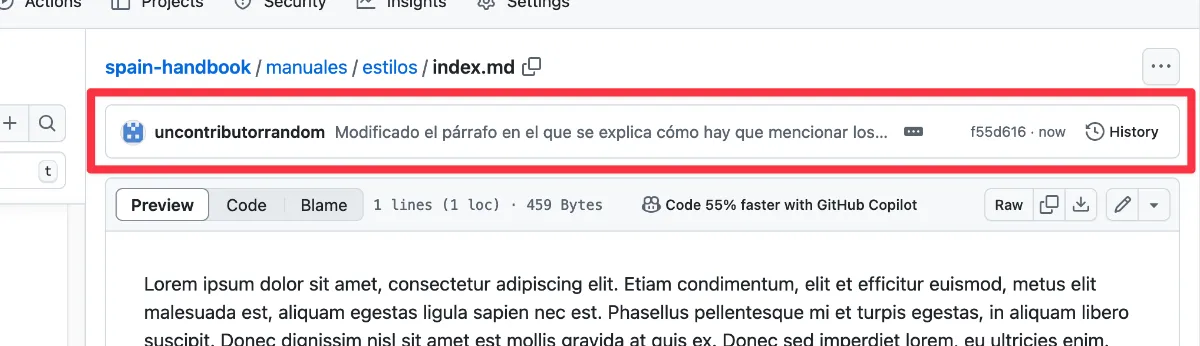 Actions Projects Security Insights Settings
spain-handbook / manuales / estilos / index.md
uncontributorrandom Modificado el párrafo en el que se explica cómo hay que mencionar los... f55d616 · now History
t
Preview Code Blame 1 lines (1 loc) · 459 Bytes Code 55% faster with GitHub Copilot Raw
Lorem ipsum dolor sit amet, consectetur adipiscing elit. Etiam condimentum, elit et efficitur euismod, metus elit
malesuada est, aliquam egestas ligula sapien nec est. Phasellus pellentesque mi et turpis egestas, in aliquam libero
suscipit. Donec dignissim nisl sit amet est mollis gravida at quis ex. Donec sed imperdiet lorem, eu ultricies enim.